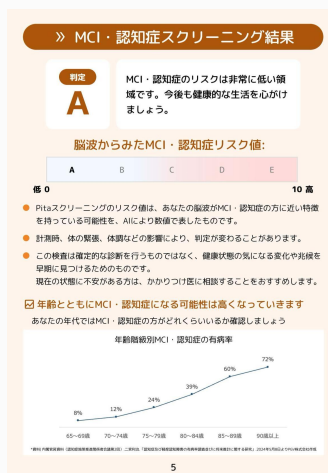 » MCI・認知症スクリーニング結果
判定
A
MCI・認知症のリスクは非常に低い領
域です。今後も健康的な生活を心がけ
ましょう。
脳波からみたMCI・認知症リスク値:
A B C D E
低 0 10 高
● Pitaスクリーニングのリスク値は、あなたの脳波がMCI・認知症の方に近い特徴
を持っている可能性を、AIにより数値で表したものです。
● 計測時、体の緊張、体調などの影響により、判定が変わることがあります。
● この検査は確定的な診断を行うものではなく、健康状態の気になる変化や兆候を
早期に見つけるためのものです。
現在の状態に不安がある方は、かかりつけ医に相談することをおすすめします。
☑ 年齢とともにMCI・認知症になる可能性は高くなっていきます
あなたの年代ではMCI・認知症の方がどれくらいいるか確認しましょう
年齢階級別MCI・認知症の有病率
8% 12% 24% 39% 60% 72%
65~69歳 70~74歳 75~79歳 80~84歳 85~89歳 90歳以上
5